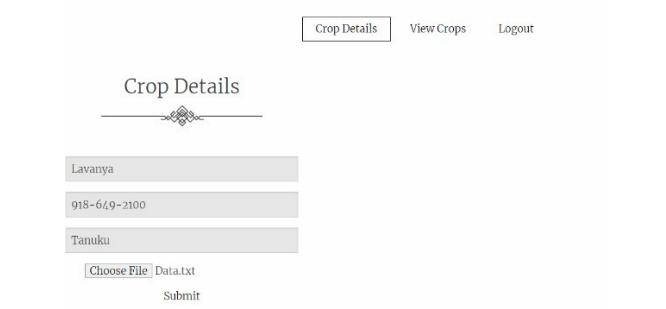 Crop Details View Crops Logout
Crop Details
Lavanya
918-649-2100
Tanuku
Choose File Data.txt
Submit